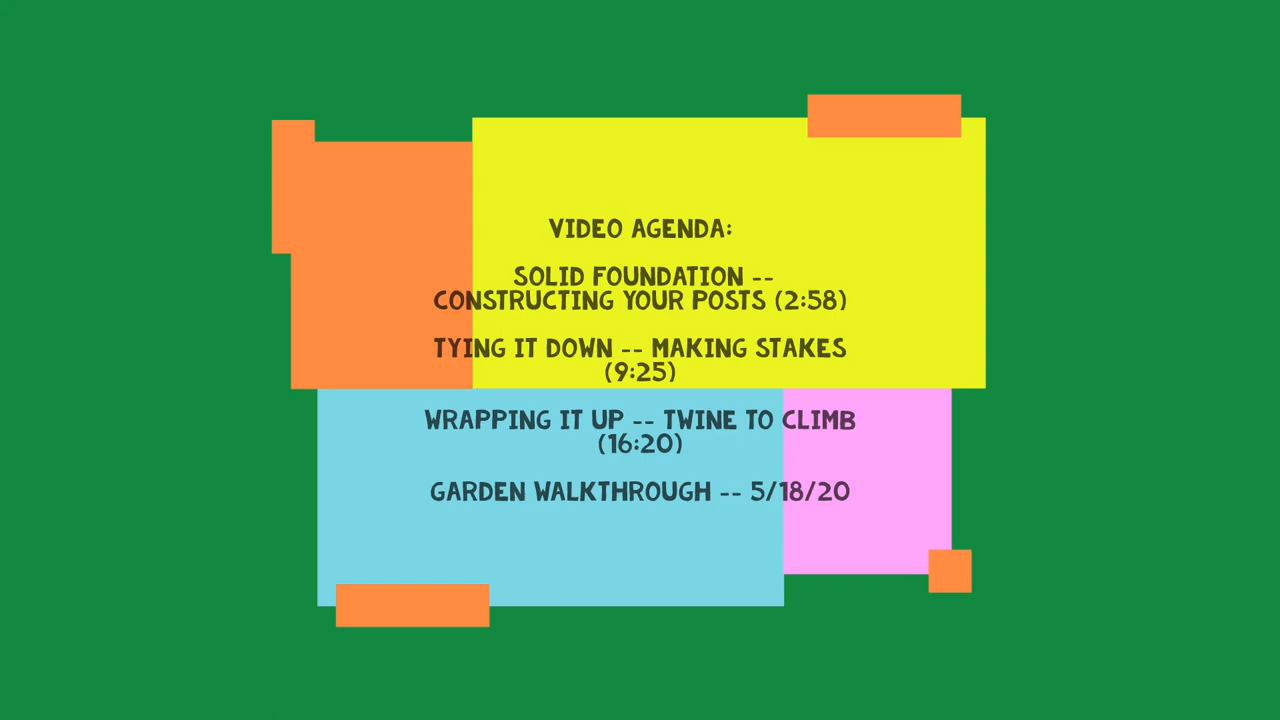 VIDEO AGENDA:
SOLID FOUNDATION --
CONSTRUCTING YOUR POSTS (2:58)
TYING IT DOWN -- MAKING STAKES
(9:25)
WRAPPING IT UP -- TWINE TO CLIMB
(16:20)
GARDEN WALKTHROUGH -- 5/18/20